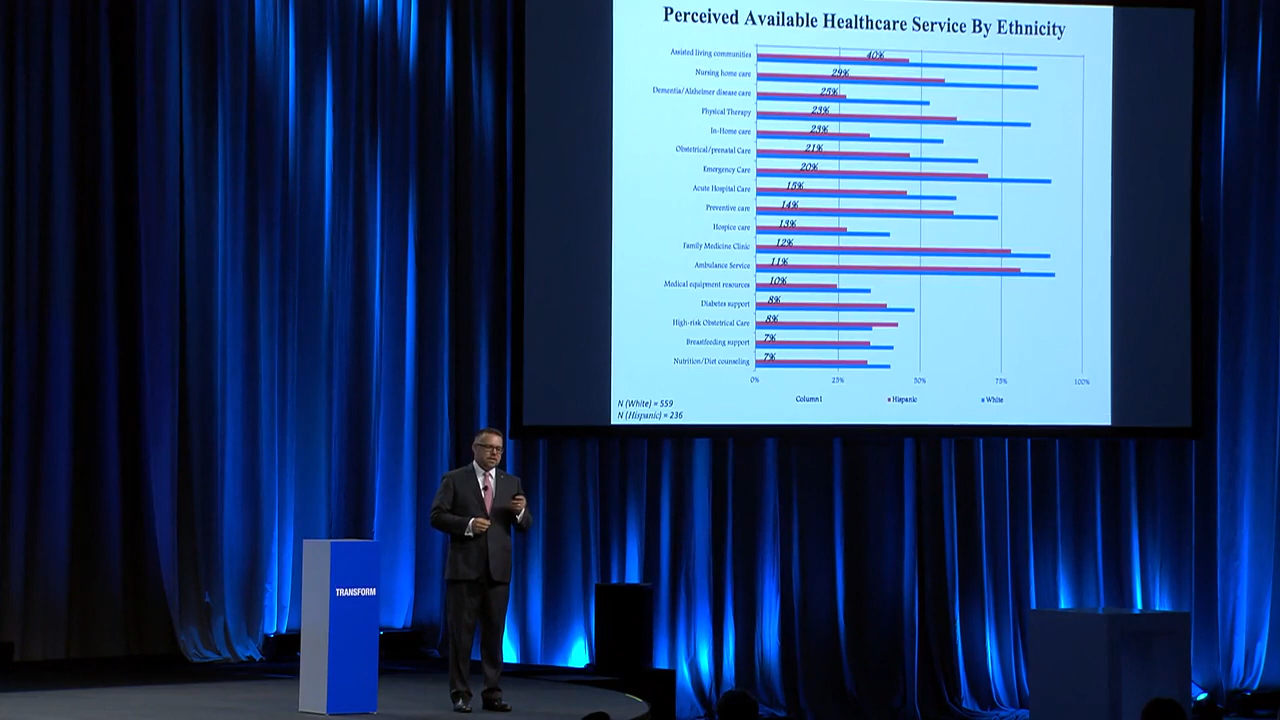 Perceived Available Healthcare Service By Ethnicity
Assisted living communities 40%
Nursing home care 29%
Dementia/Alzheimer disease care 25%
Physical Therapy 23%
In-Home care 23%
Obstetrical/prenatal Care 21%
Emergency Care 20%
Acute Hospital Care 15%
Preventive care 14%
Hospice care 13%
Family Medicine Clinic 12%
Ambulance Service 11%
Medical equipment resources 10%
Diabetes support 8%
High-risk Obstetrical Care 8%
Breastfeeding support 7%
Nutrition/Diet counseling 7%
0% 25% 50% 75% 100%
Column1 Hispanic White
N (White) = 559
N (Hispanic) = 236
TRANSFORM